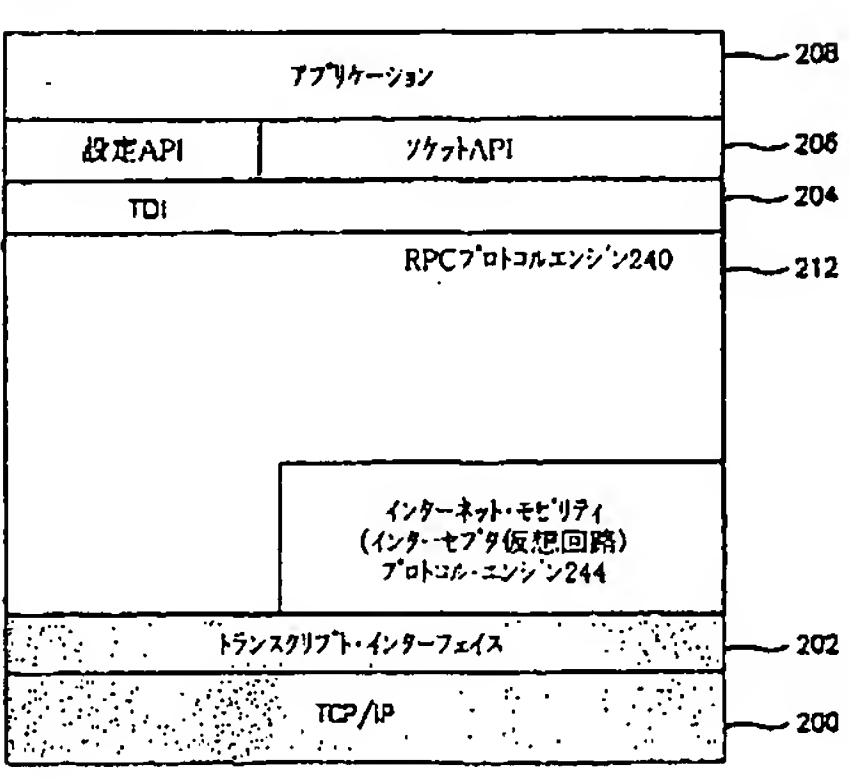 アプリケーション
208
設定API
ソケットAPI
206
TDI
204
RPCプロトコルエンジン240
212
インターネット・モビリティ
(インターセプタ仮想回路)
プロトコル・エンジン244
トランスクリプト・インターフェイス
202
TCP/IP
200